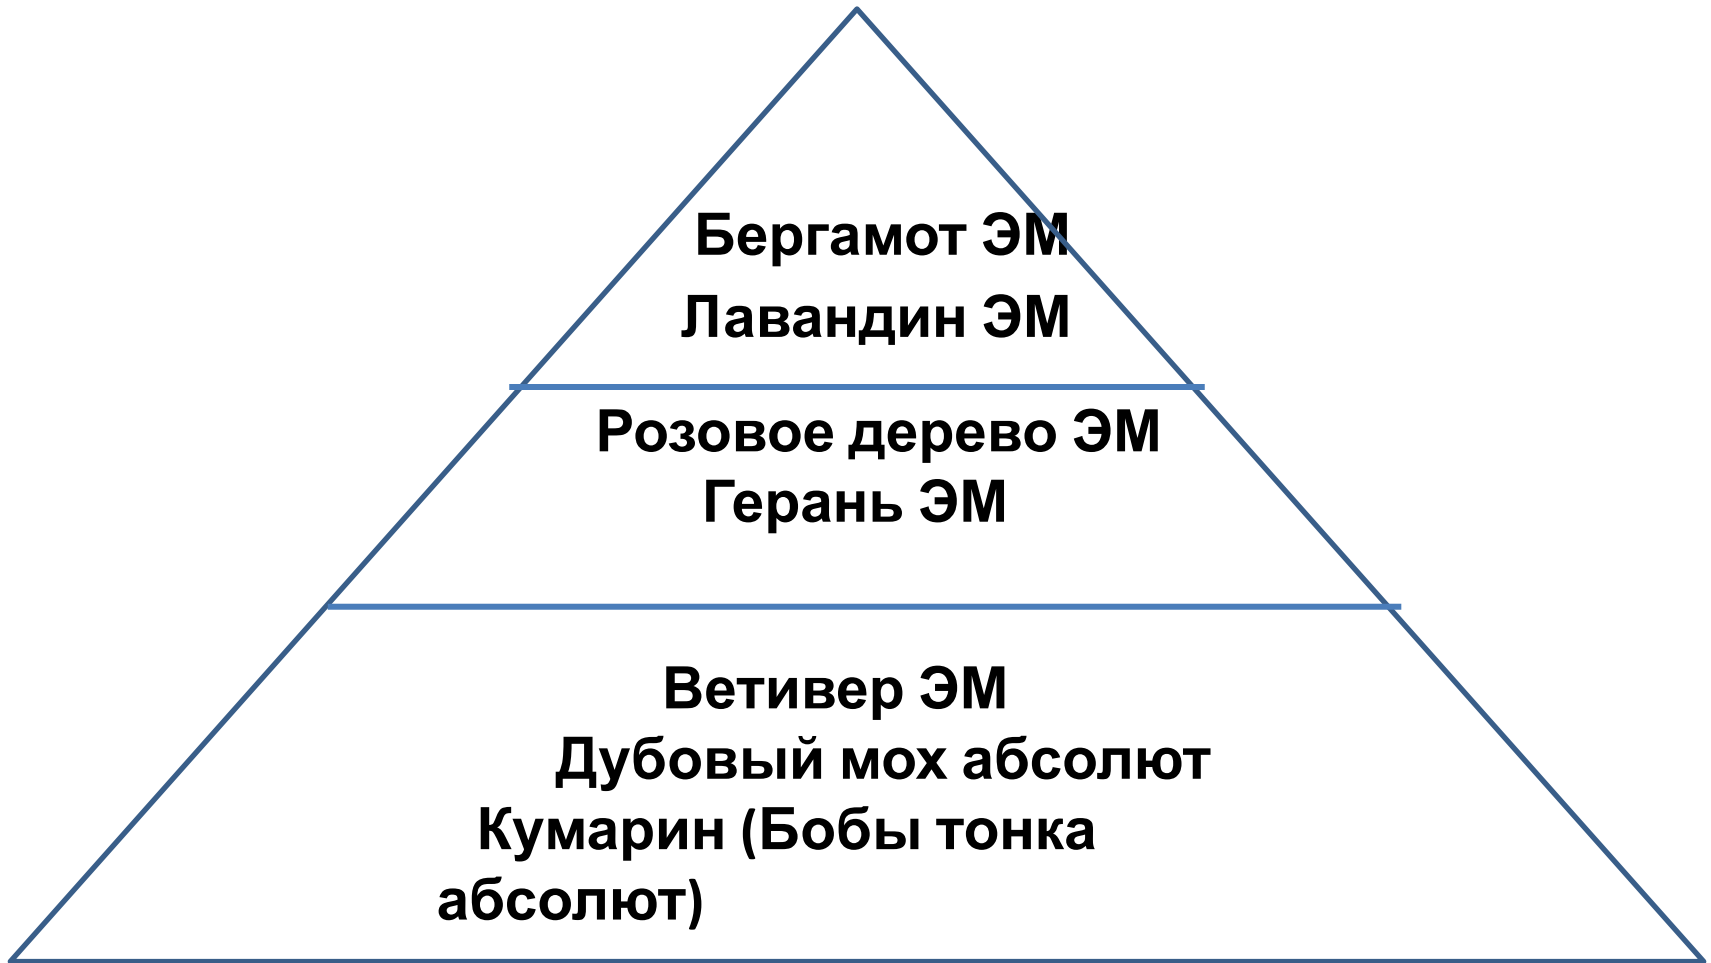 Бергамот ЭМ
Лавандин ЭМ
Розовое дерево ЭМ
Герань ЭМ
Ветивер ЭМ
Дубовый мох абсолют
Кумарин (Бобы тонка
абсолют)